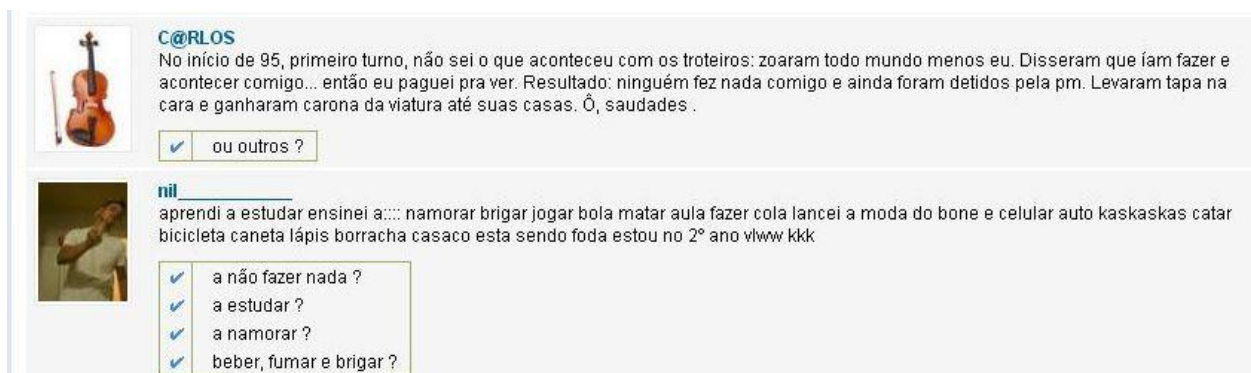 C@RLOS
No início de 95, primeiro turno, não sei o que aconteceu com os troteiros: zoaram todo mundo menos eu. Disseram que íam fazer e
acontecer comigo... então eu paguei pra ver. Resultado: ninguém fez nada comigo e ainda foram detidos pela pm. Levaram tapa na
cara e ganharam carona da viatura até suas casas. Ô, saudades .
ou outros ?
nil___________
aprendi a estudar ensinei a:::: namorar brigar jogar bola matar aula fazer cola lancei a moda do bone e celular auto kaskaskas catar
bicicleta caneta lápis borracha casaco esta sendo foda estou no 2º ano vlww kkk
a não fazer nada ?
a estudar ?
a namorar ?
beber, fumar e brigar ?